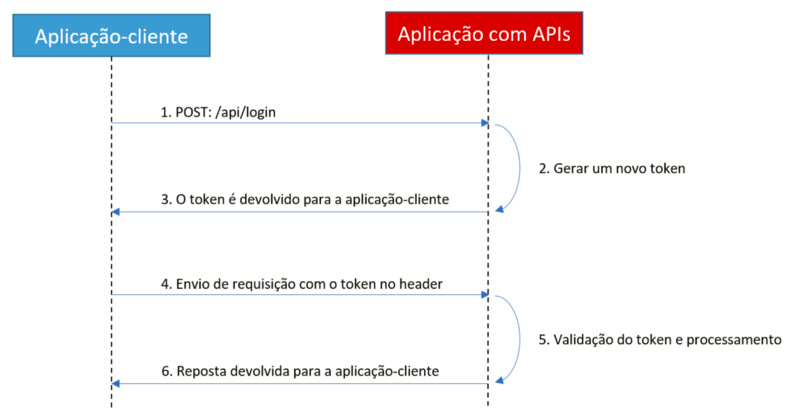 Aplicação-cliente
Aplicação com APIs
1. POST: /api/login
2. Gerar um novo token
3. O token é devolvido para a aplicação-cliente
4. Envio de requisição com o token no header
5. Validação do token e processamento
6. Reposta devolvida para a aplicação-cliente